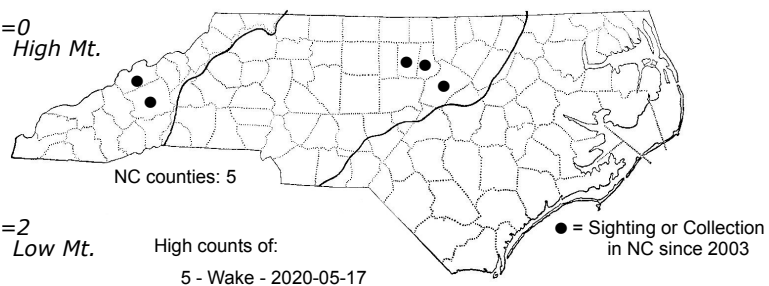 =0
High Mt.
NC counties: 5
=2
Low Mt.
High counts of:
5 - Wake - 2020-05-17
● = Sighting or Collection
in NC since 2003